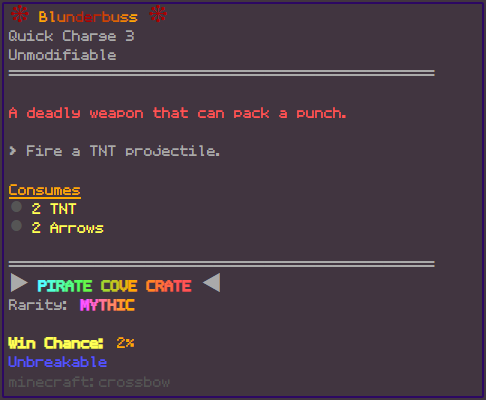 Blunderbuss
Quick Charge 3
Unmodifiable
A deadly weapon that can pack a punch.
> Fire a TNT projectile.
Consumes
2 TNT
2 Arrows
PIRATE COVE CRATE
Rarity: MYTHIC
Win Chance: 2%
Unbreakable
minecraft:crossbow